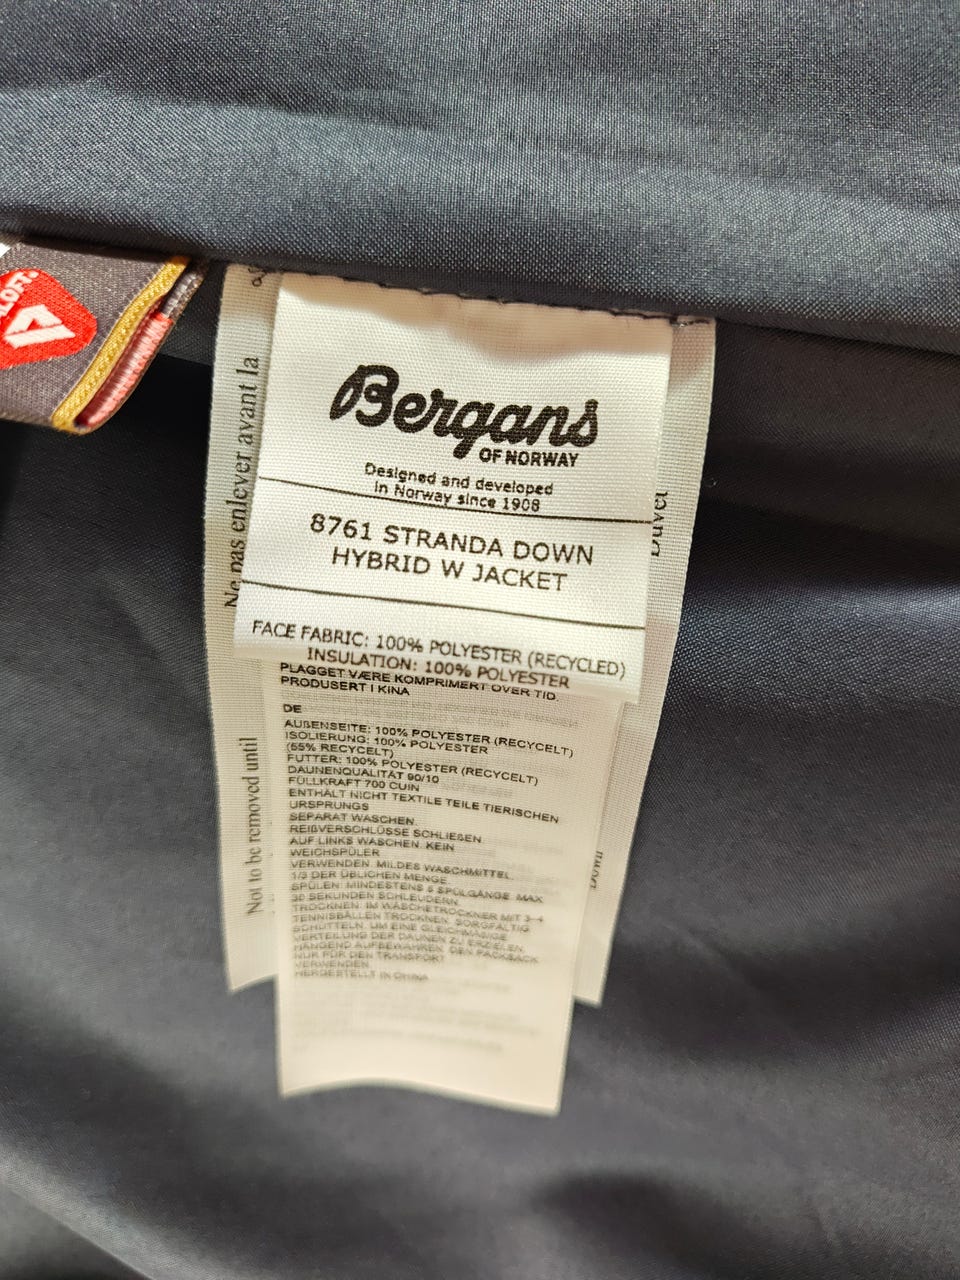 LOFT®
Ne pas enlever avant la
Bergans
OF NORWAY
Designed and developed
in Norway since 1908
8761 STRANDA DOWN
HYBRID W JACKET
FACE FABRIC: 100% POLYESTER (RECYCLED)
INSULATION: 100% POLYESTER
PLAGGET VÆRE KOMPRIMERT OVER TID.
PRODUSERT I KINA
DE
AUßENSEITE: 100% POLYESTER (RECYCELT)
ISOLIERUNG: 100% POLYESTER
(55% RECYCELT)
FUTTER: 100% POLYESTER (RECYCELT)
DAUNENQUALITÄT 90/10
FÜLLKRAFT 700 CUIN
ENTHÄLT NICHT TEXTILE TEILE TIERISCHEN
URSPRUNGS
SEPARAT WASCHEN.
REIßVERSCHLÜSSE SCHLIEßEN
AUF LINKS WASCHEN. KEIN
WEICHSPÜLER
VERWENDEN. MILDES WASCHMITTEL.
1/3 DER ÜBLICHEN MENGE.
SPÜLEN: MINDESTENS 5 SPÜLGÄNGE. MAX
30 SEKUNDEN SCHLEUDERN.
TROCKNEN: IM WÄSCHETROCKNER MIT 3-4
TENNISBÄLLEN TROCKNEN. SORGFÄLTIG
SCHÜTTELN, UM EINE GLEICHMÄßIGE
VERTEILUNG DER DAUNEN ZU ERZIELEN.
HÄNGEND AUFBEWAHREN. DEN PACKSACK
NUR FÜR DEN TRANSPORT
VERWENDEN.
HERGESTELLT IN CHINA
Not to be removed until
Duvet
Down